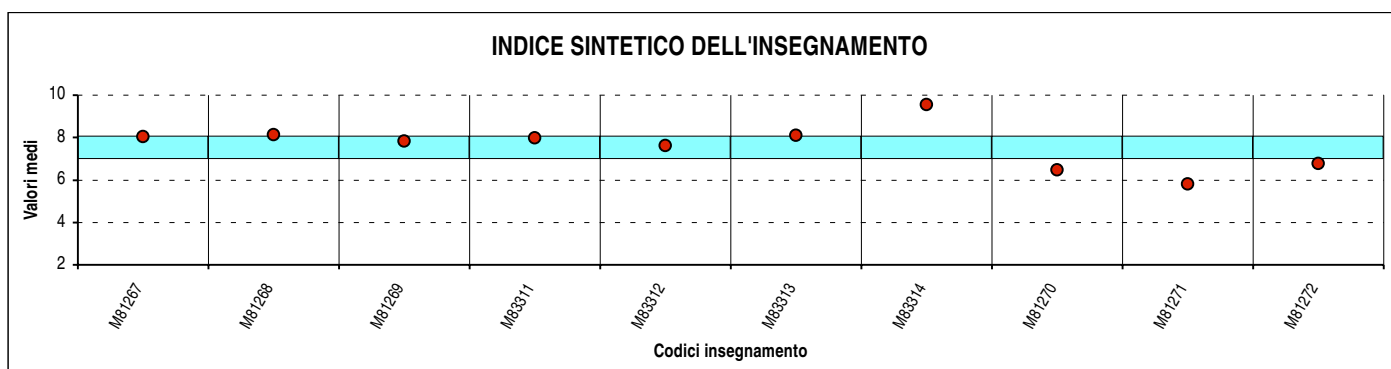 INDICE SINTETICO DELL'INSEGNAMENTO
Valori medi
10
8
6
4
2
M81267
M81268
M81269
M83311
M83312
M83313
M83314
M81270
M81271
M81272
Codici insegnamento